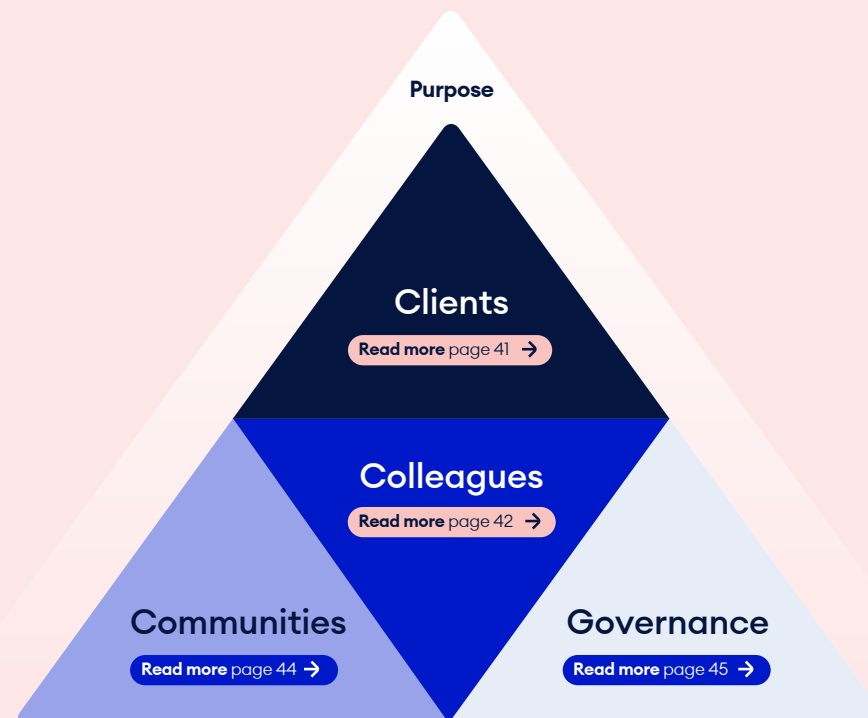 Purpose
Clients
Read more page 41
Colleagues
Read more page 42
Communities
Read more page 44
Governance
Read more page 45